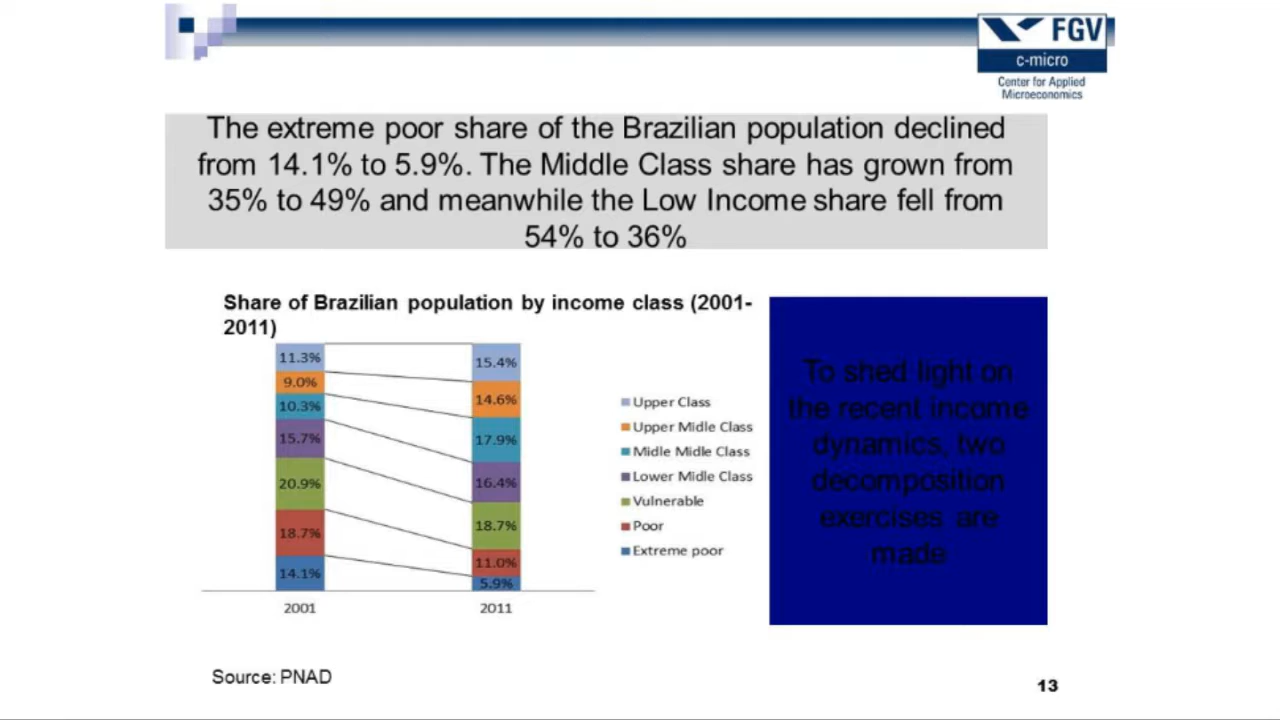 FGV
c-micro
Center for Applied
Microeconomics
The extreme poor share of the Brazilian population declined
from 14.1% to 5.9%. The Middle Class share has grown from
35% to 49% and meanwhile the Low Income share fell from
54% to 36%
Share of Brazilian population by income class (2001-
2011)
11.3%
9.0%
10.3%
15.7%
20.9%
18.7%
14.1%
2001
15.4%
14.6%
17.9%
16.4%
18.7%
11.0%
5.9%
2011
Upper Class
Upper Midle Class
Midle Midle Class
Lower Midle Class
Vulnerable
Poor
Extreme poor
To shed light on
the recent income
dynamics, two
decomposition
exercises are
made
Source: PNAD
13